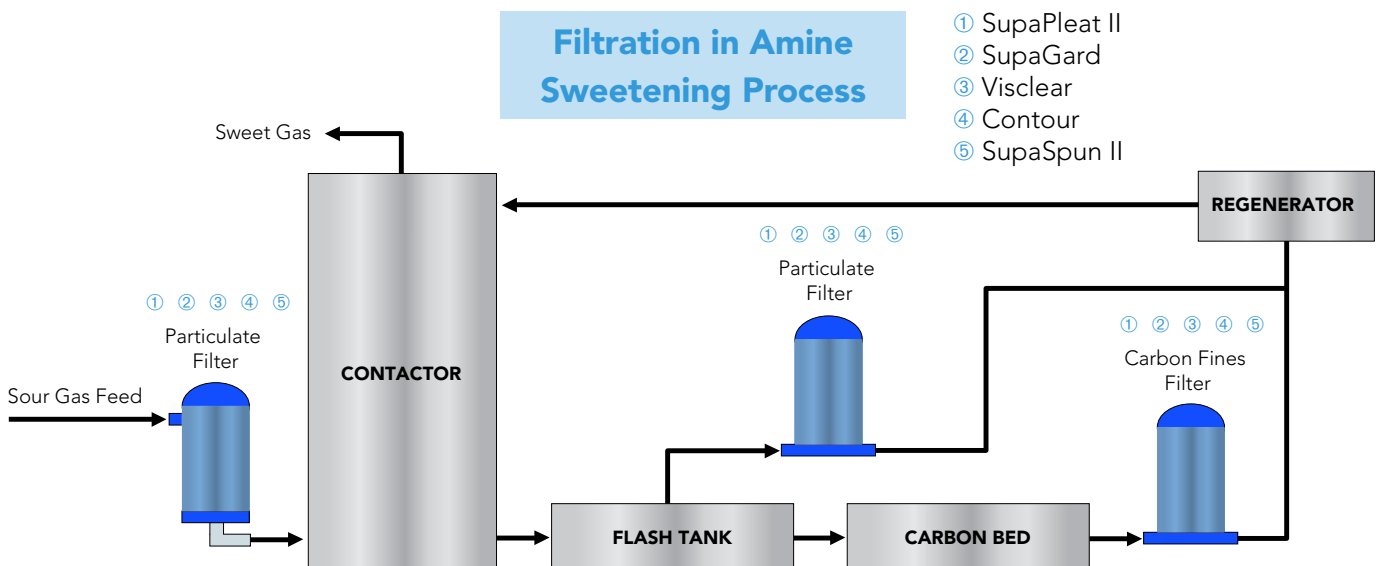 Filtration in Amine
Sweetening Process
① SupaPleat II
② SupaGard
③ Visclear
④ Contour
⑤ SupaSpun II
Sweet Gas
REGENERATOR
① ② ③ ④ ⑤
Particulate
Filter
① ② ③ ④ ⑤
Particulate
Filter
① ② ③ ④ ⑤
Carbon Fines
Filter
CONTACTOR
Sour Gas Feed
FLASH TANK
CARBON BED